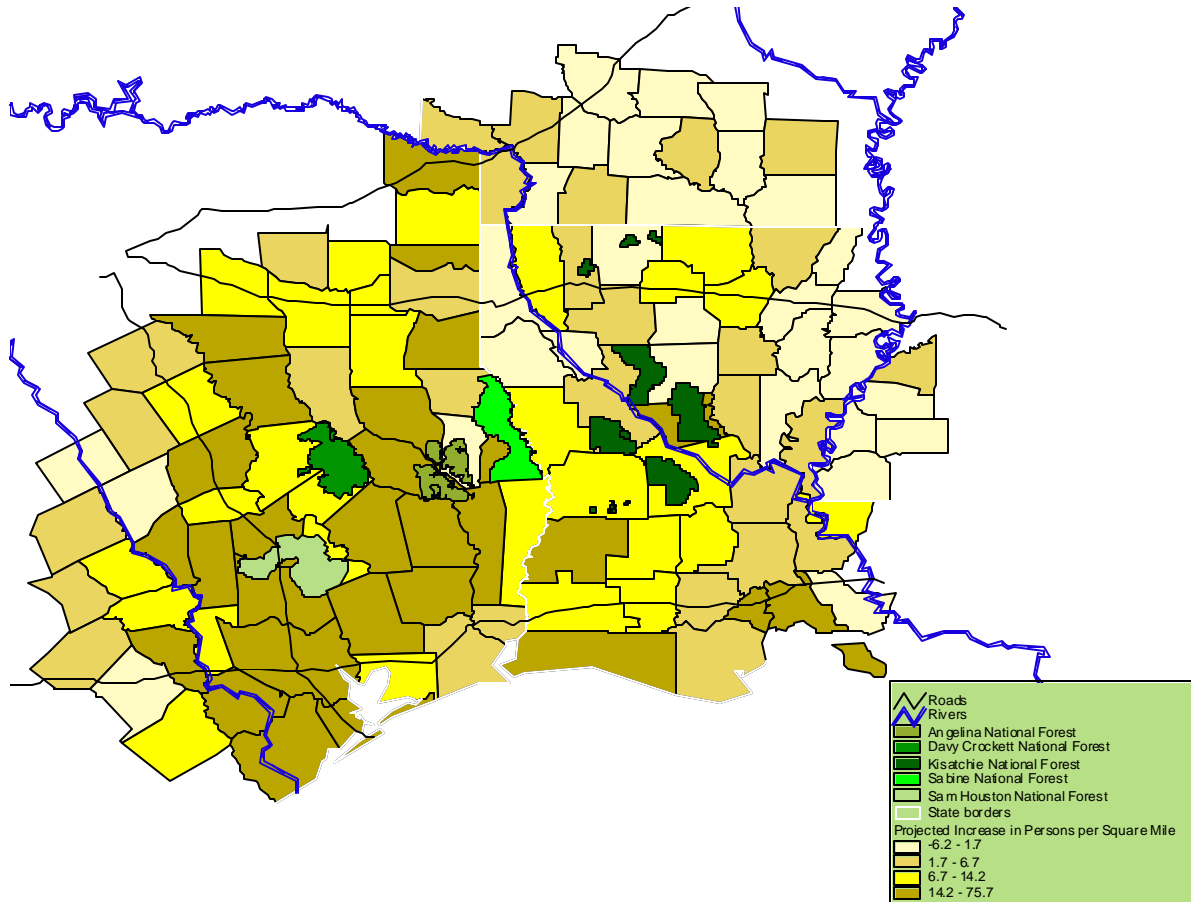 Roads
Rivers
Angelina National Forest
Davy Crockett National Forest
Kisatchie National Forest
Sabine National Forest
Sam Houston National Forest
State borders
Projected Increase in Persons per Square Mile
-6.2 - 1.7
1.7 - 6.7
6.7 - 14.2
14.2 - 75.7